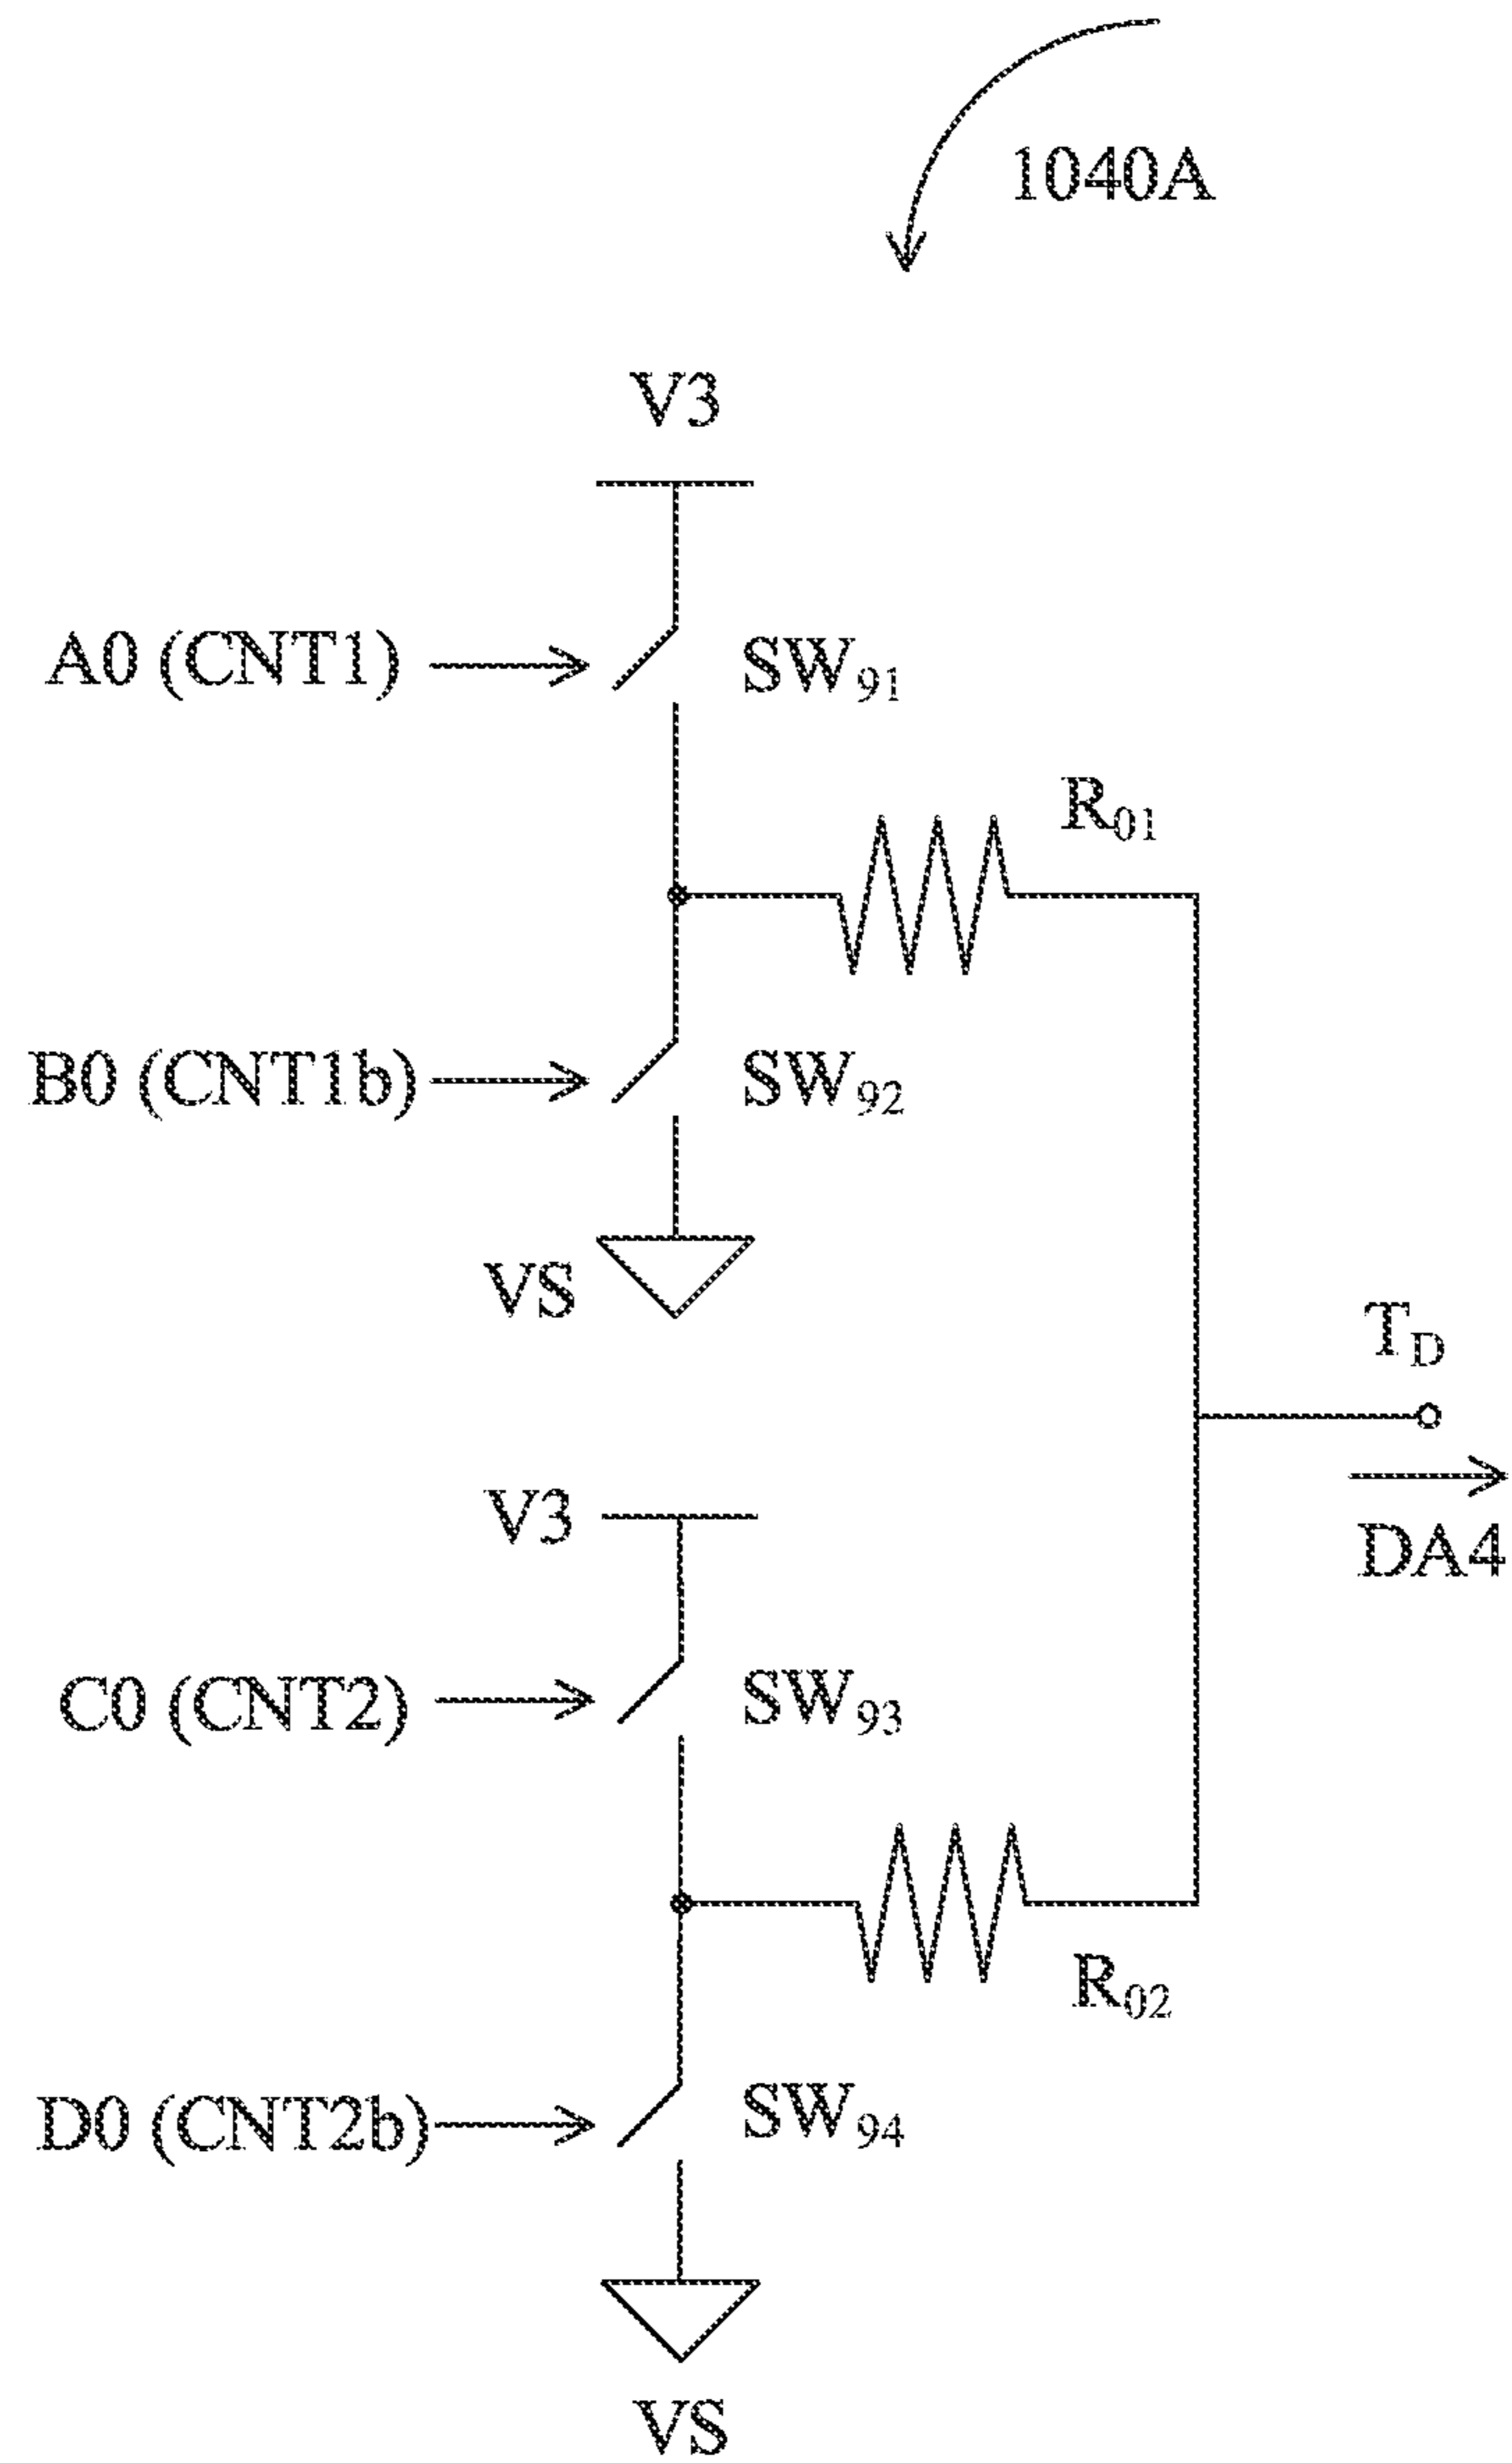 1040A
V3
A0 (CNT1)
SW91
R01
B0 (CNT1b)
SW92
VS
TD
DA4
V3
C0 (CNT2)
SW93
R02
D0 (CNT2b)
SW94
VS